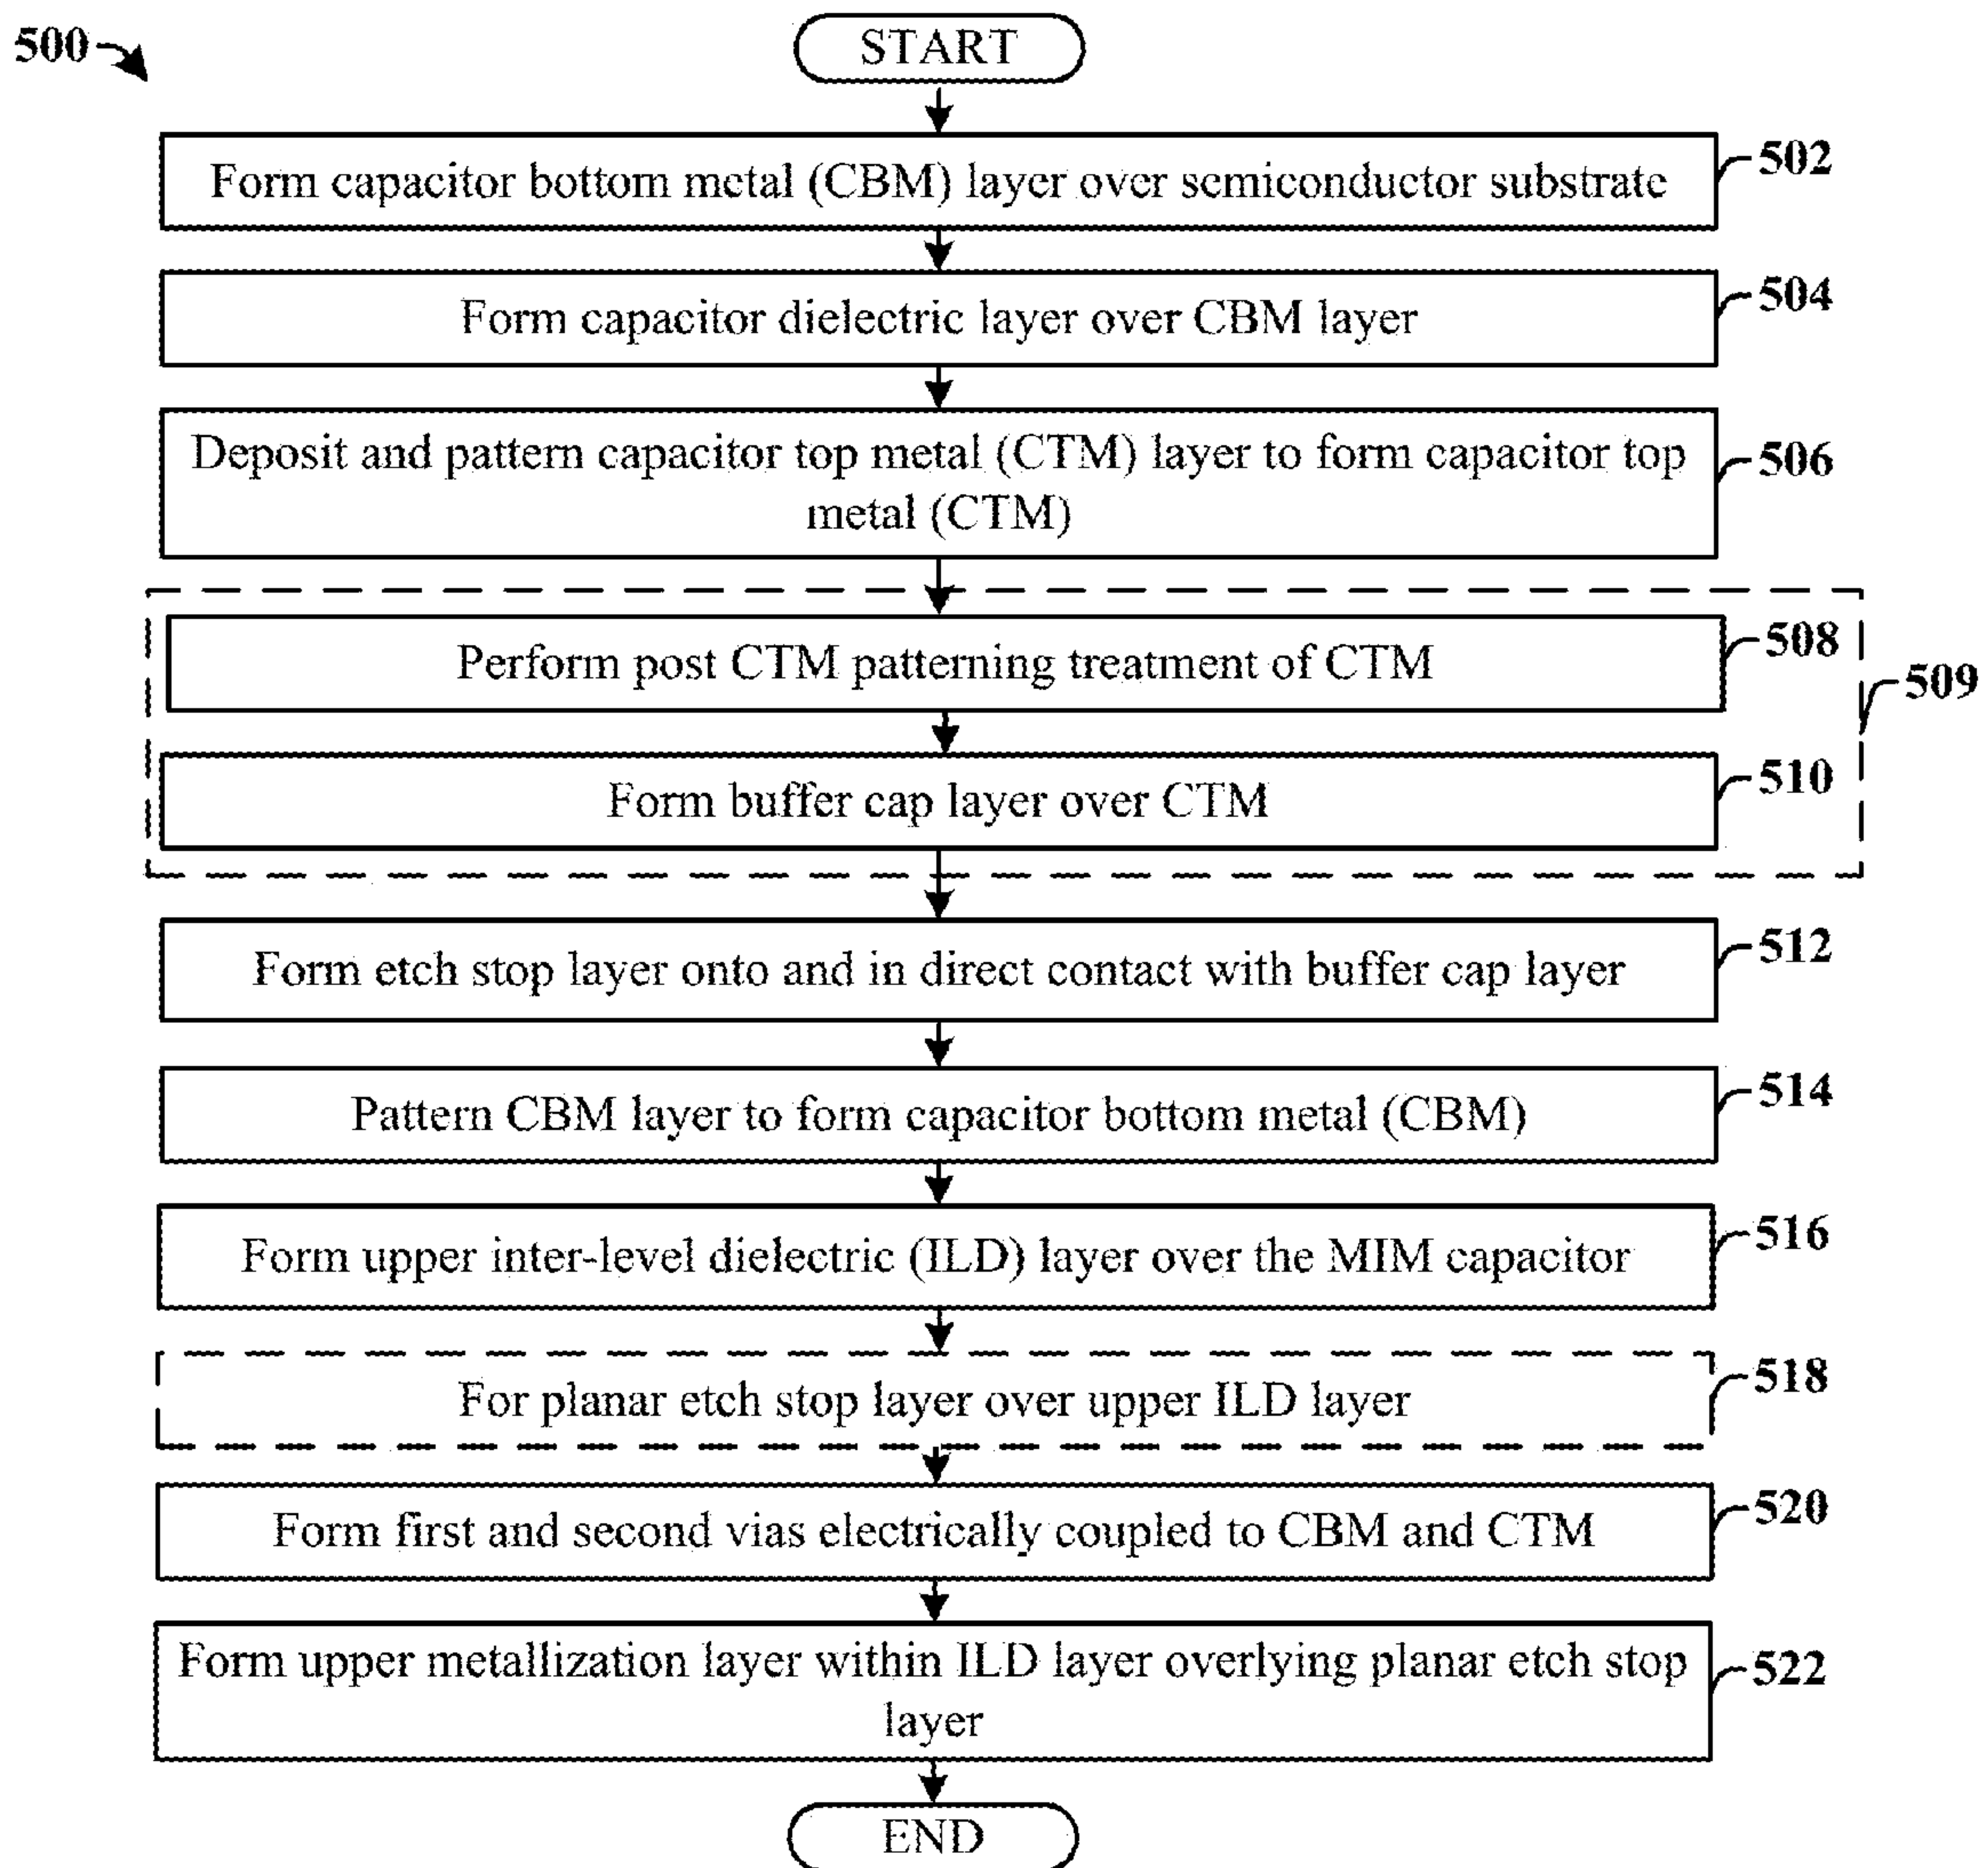 500
START
Form capacitor bottom metal (CBM) layer over semiconductor substrate
502
Form capacitor dielectric layer over CBM layer
504
Deposit and pattern capacitor top metal (CTM) layer to form capacitor top
metal (CTM)
506
Perform post CTM patterning treatment of CTM
508
509
Form buffer cap layer over CTM
510
Form etch stop layer onto and in direct contact with buffer cap layer
512
Pattern CBM layer to form capacitor bottom metal (CBM)
514
Form upper inter-level dielectric (ILD) layer over the MIM capacitor
516
For planar etch stop layer over upper ILD layer
518
Form first and second vias electrically coupled to CBM and CTM
520
Form upper metallization layer within ILD layer overlying planar etch stop
layer
522
END